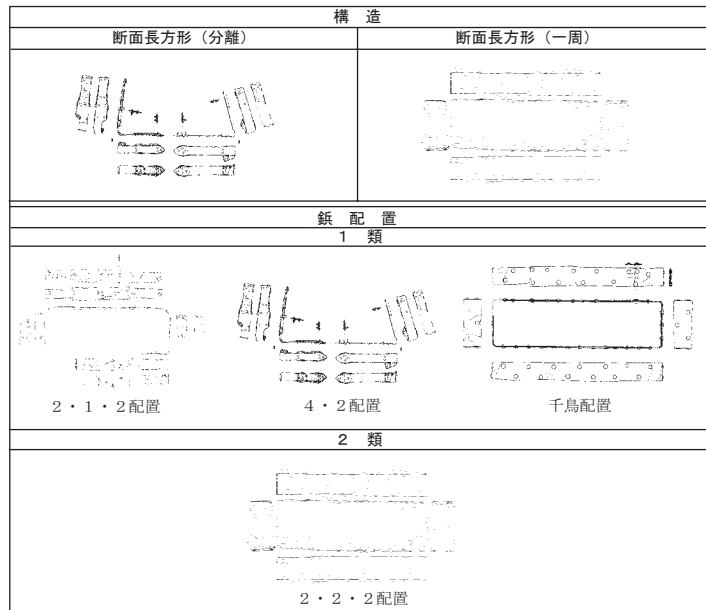 構 造
断面長方形（分離）
断面長方形（一周）
鋲 配 置
1 類
2・1・2配置
4・2配置
千鳥配置
2 類
2・2・2配置